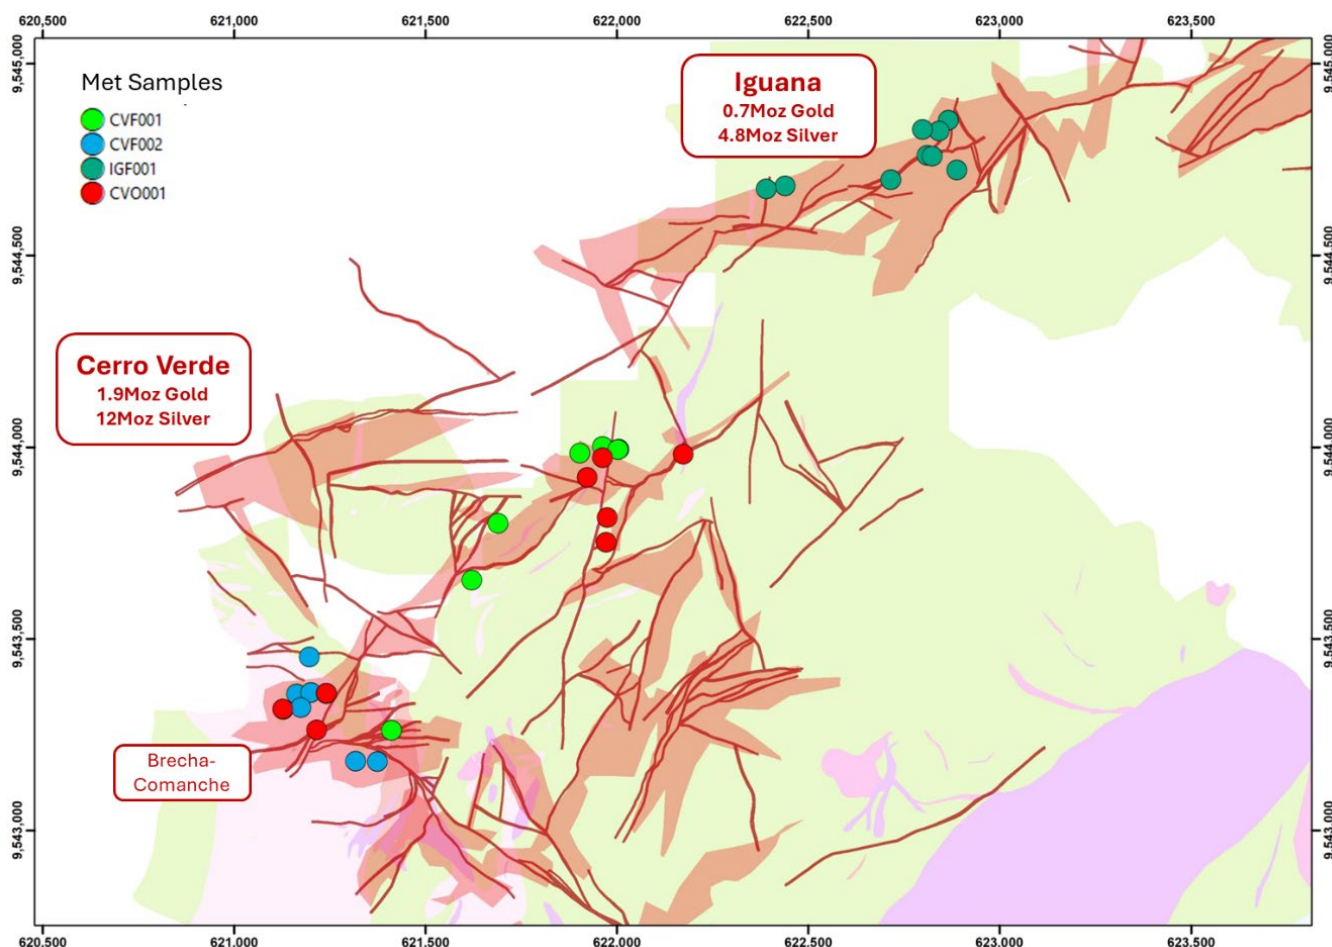 620,500 621,000 621,500 622,000 622,500 623,000 623,500
9,545,000
9,545,000
Met Samples
CVF001
CVF002
IGF001
CVO001
Iguana
0.7Moz Gold
4.8Moz Silver
9,544,500
9,544,500
Cerro Verde
1.9Moz Gold
12Moz Silver
9,544,000
9,544,000
9,543,500
9,543,500
Brecha-
Comanche
9,543,000
9,543,000
620,500 621,000 621,500 622,000 622,500 623,000 623,500